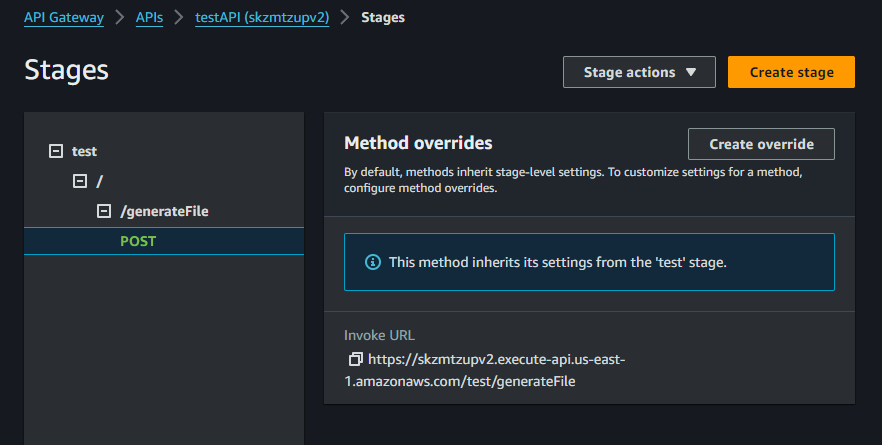 API Gateway > APIs > testAPI (skzmtzupv2) > Stages
Stages
Stage actions
Create stage
test
/
/generateFile
POST
Method overrides
Create override
By default, methods inherit stage-level settings. To customize settings for a method,
configure method overrides.
This method inherits its settings from the 'test' stage.
Invoke URL
https://skzmtzupv2.execute-api.us-east-
1.amazonaws.com/test/generateFile